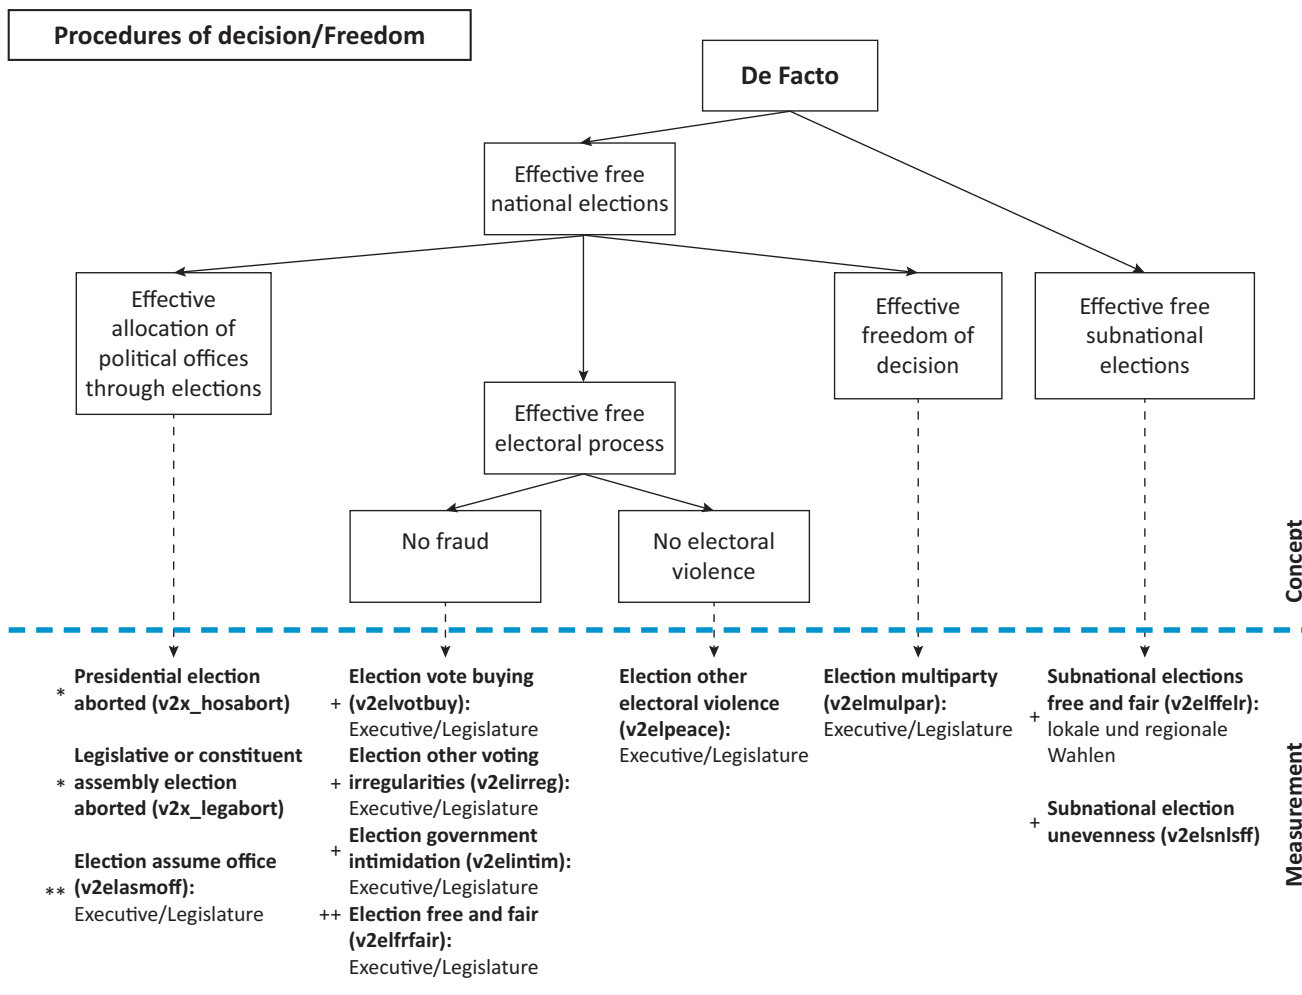 Procedures of decision/Freedom
De Facto
Effective free
national elections
Effective
allocation of
political offices
through elections
Effective
freedom of
decision
Effective free
subnational
elections
Effective free
electoral process
No fraud
No electoral
violence
Concept
Presidential election
* aborted (v2x_hosabort)
Legislative or constituent
* assembly election
aborted (v2x_legabort)
Election assume office
** (v2elasmoff):
Executive/Legislature
Election vote buying
+ (v2elvotbuy):
Executive/Legislature
Election other voting
+ irregularities (v2elirreg):
Executive/Legislature
Election government
+ intimidation (v2elintim):
Executive/Legislature
++ Election free and fair
(v2elfrfair):
Executive/Legislature
Election other
electoral violence
(v2elpeace):
Executive/Legislature
Election multiparty
(v2elmulpar):
Executive/Legislature
Subnational elections
free and fair (v2elffelr):
+ lokale und regionale
Wahlen
Subnational election
+ unevenness (v2elsnlsff)
Measurement